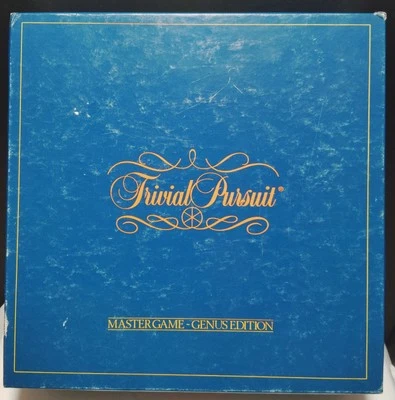 Trivial Pursuit®
MASTER GAME - GENUS EDITION